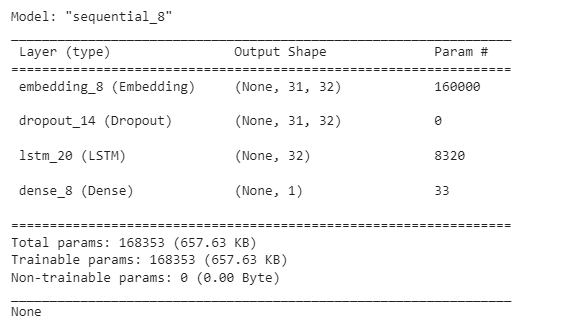 Model: "sequential_8"
_________________________________________________________________
Layer (type) Output Shape Param #
=================================================================
embedding_8 (Embedding) (None, 31, 32) 160000
dropout_14 (Dropout) (None, 31, 32) 0
lstm_20 (LSTM) (None, 32) 8320
dense_8 (Dense) (None, 1) 33
=================================================================
Total params: 168353 (657.63 KB)
Trainable params: 168353 (657.63 KB)
Non-trainable params: 0 (0.00 Byte)
_________________________________________________________________
None